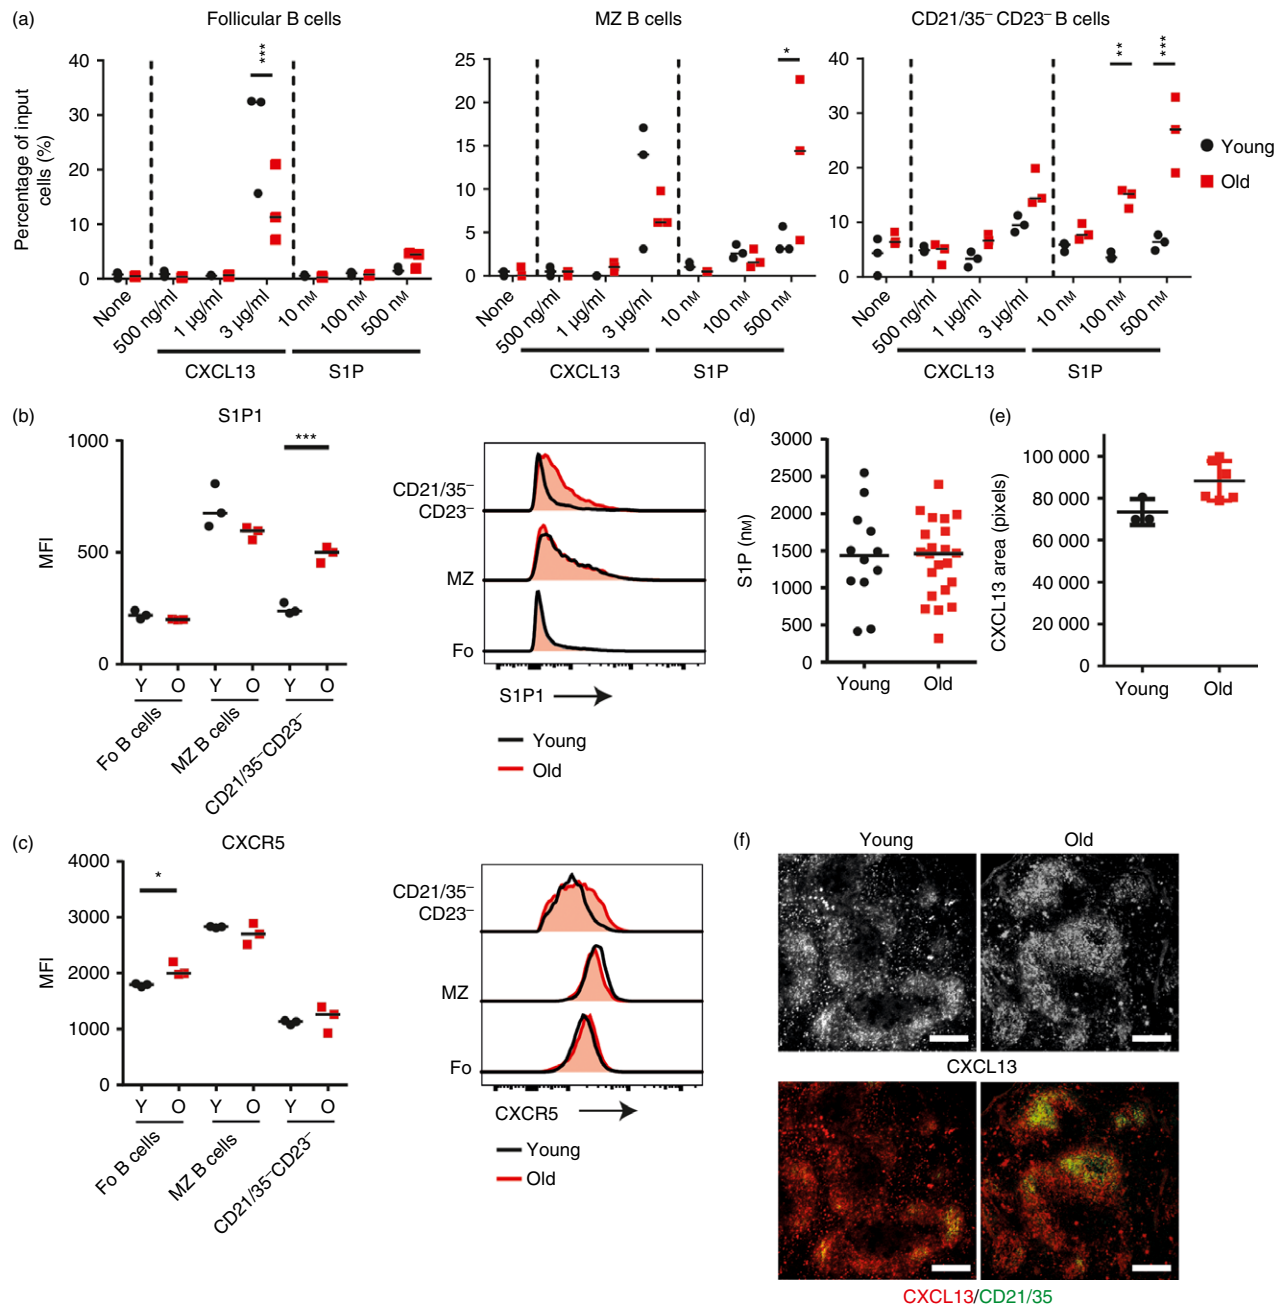 (a)
Follicular B cells
MZ B cells
CD21/35⁻ CD23⁻ B cells
Percentage of input
cells (%)
40
30
20
10
0
***
None
500 ng/ml
1 µg/ml
3 µg/ml
10 nM
100 nM
500 nM
CXCL13
S1P
25
20
15
10
5
0
*
None
500 ng/ml
1 µg/ml
3 µg/ml
10 nM
100 nM
500 nM
CXCL13
S1P
40
30
20
10
0
**
***
None
500 ng/ml
1 µg/ml
3 µg/ml
10 nM
100 nM
500 nM
CXCL13
S1P
Young
Old
(b)
S1P1
MFI
1000
500
0
***
Y O Y O Y O
Fo B cells
MZ B cells
CD21/35⁻CD23⁻
CD21/35⁻
CD23⁻
MZ
Fo
S1P1
Young
Old
(d)
S1P (nM)
3000
2500
2000
1500
1000
500
0
Young Old
(e)
CXCL13 area (pixels)
100 000
80 000
60 000
40 000
20 000
0
Young Old
(c)
CXCR5
MFI
4000
3000
2000
1000
0
*
Y O Y O Y O
Fo B cells
MZ B cells
CD21/35⁻CD23⁻
CD21/35⁻
CD23⁻
MZ
Fo
CXCR5
Young
Old
(f)
Young Old
CXCL13
CXCL13/CD21/35